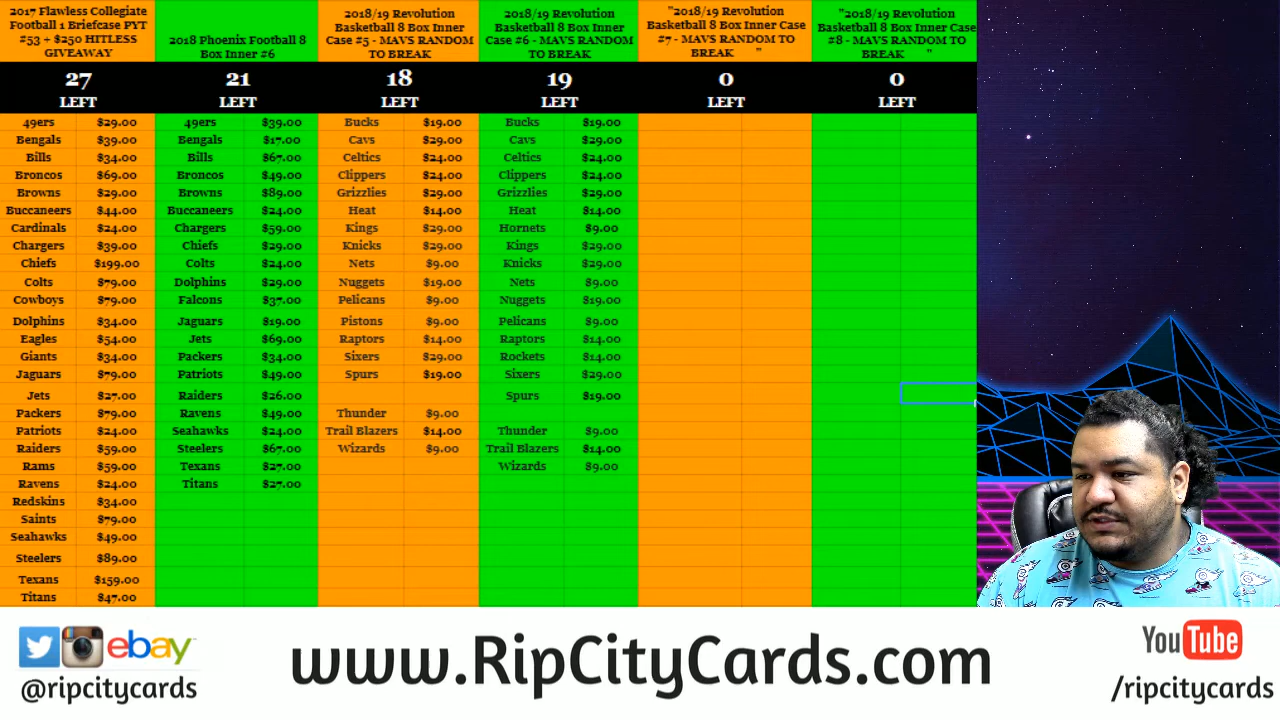 2017 Flawless Collegiate
Football 1 Briefcase PYT
#53 + $250 HITLESS
GIVEAWAY
27
LEFT
49ers $29.00
Bengals $39.00
Bills $34.00
Broncos $69.00
Browns $29.00
Buccaneers $44.00
Cardinals $24.00
Chargers $39.00
Chiefs $199.00
Colts $79.00
Cowboys $79.00
Dolphins $34.00
Eagles $54.00
Giants $34.00
Jaguars $79.00
Jets $27.00
Packers $79.00
Patriots $24.00
Raiders $59.00
Rams $59.00
Ravens $24.00
Redskins $34.00
Saints $79.00
Seahawks $49.00
Steelers $89.00
Texans $159.00
Titans $47.00
2018 Phoenix Football 8
Box Inner #6
21
LEFT
49ers $39.00
Bengals $17.00
Bills $67.00
Broncos $49.00
Browns $89.00
Buccaneers $24.00
Chargers $59.00
Chiefs $29.00
Colts $24.00
Dolphins $29.00
Falcons $37.00
Jaguars $19.00
Jets $69.00
Packers $34.00
Patriots $49.00
Raiders $26.00
Ravens $49.00
Seahawks $24.00
Steelers $67.00
Texans $27.00
Titans $27.00
2018/19 Revolution
Basketball 8 Box Inner
Case #5 - MAVS RANDOM
TO BREAK
18
LEFT
Bucks $19.00
Cavs $29.00
Celtics $24.00
Clippers $24.00
Grizzlies $29.00
Heat $14.00
Kings $29.00
Knicks $29.00
Nets $9.00
Nuggets $19.00
Pelicans $9.00
Pistons $9.00
Raptors $14.00
Sixers $29.00
Spurs $19.00
Thunder $9.00
Trail Blazers $14.00
Wizards $9.00
2018/19 Revolution
Basketball 8 Box Inner
Case #6 - MAVS RANDOM
TO BREAK
19
LEFT
Bucks $19.00
Cavs $29.00
Celtics $24.00
Clippers $24.00
Grizzlies $29.00
Heat $14.00
Hornets $9.00
Kings $29.00
Knicks $29.00
Nets $9.00
Nuggets $19.00
Pelicans $9.00
Raptors $14.00
Rockets $14.00
Sixers $29.00
Spurs $19.00
Thunder $9.00
Trail Blazers $14.00
Wizards $9.00
"2018/19 Revolution
Basketball 8 Box Inner Case
#7 - MAVS RANDOM TO
BREAK "
0
LEFT
"2018/19 Revolution
Basketball 8 Box Inner Case
#8 - MAVS RANDOM TO
BREAK "
0
LEFT
ebay
@ripcitycards
www.RipCityCards.com
YouTube
/ripcitycards